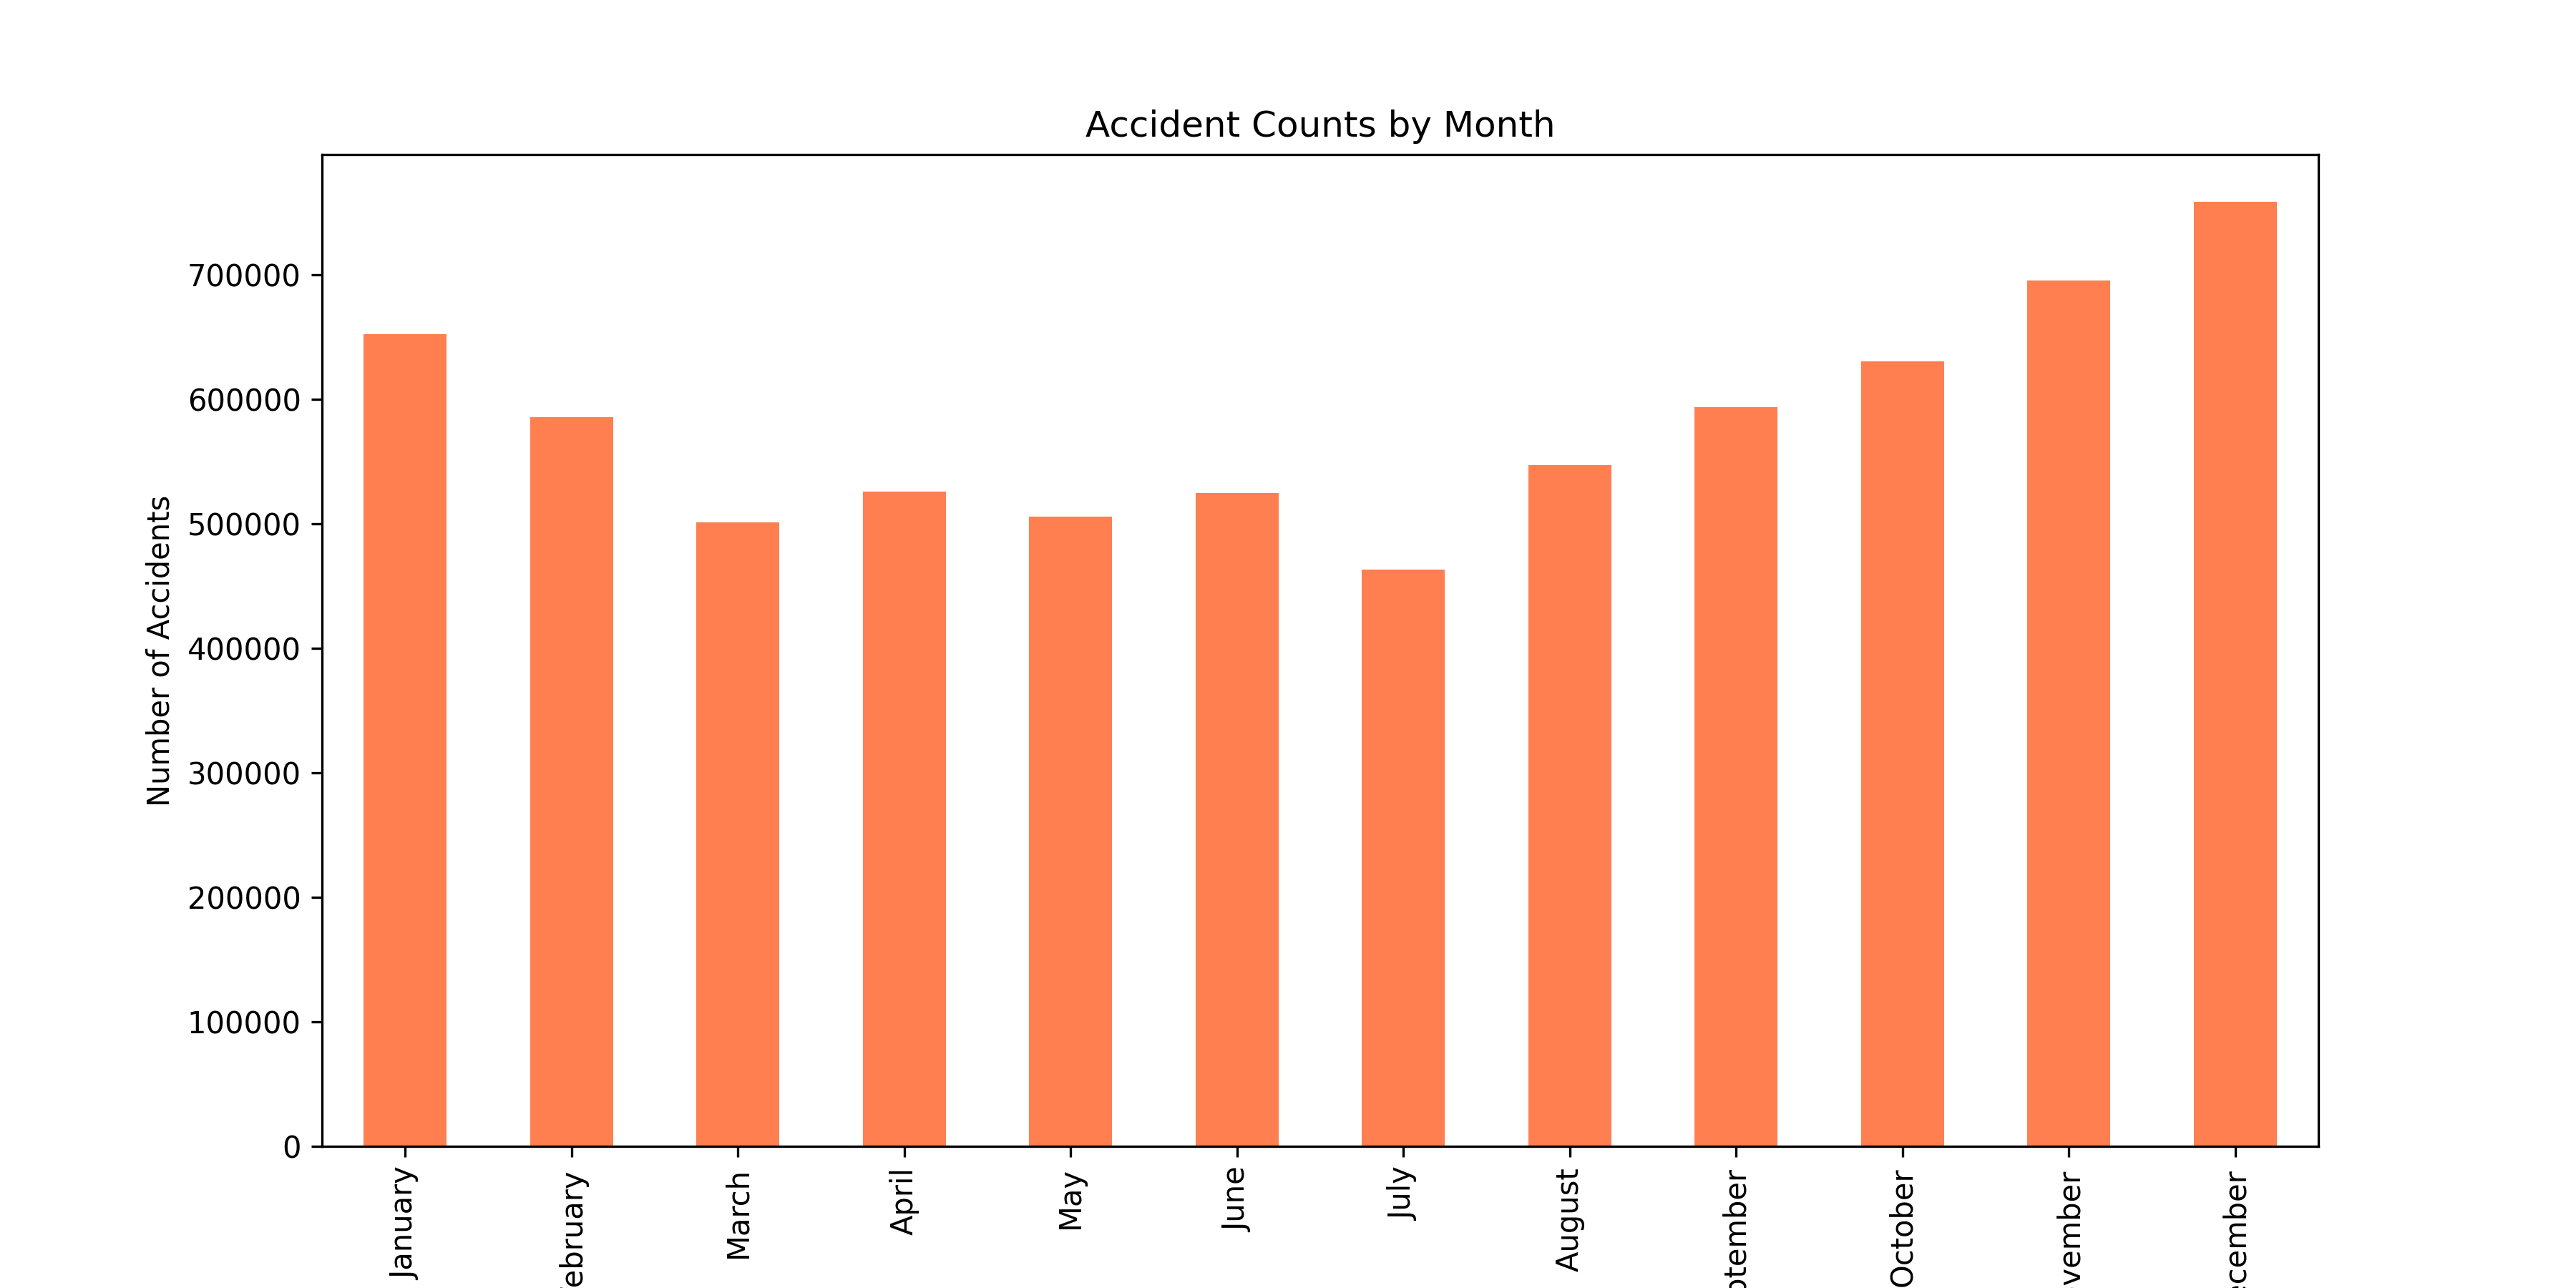 Accident Counts by Month
Number of Accidents
700000
600000
500000
400000
300000
200000
100000
0
January
ebruary
March
April
May
June
July
August
ptember
October
vember
cember